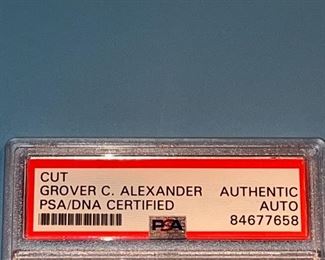 CUT
GROVER C. ALEXANDER AUTHENTIC
PSA/DNA CERTIFIED AUTO
84677658
PSA